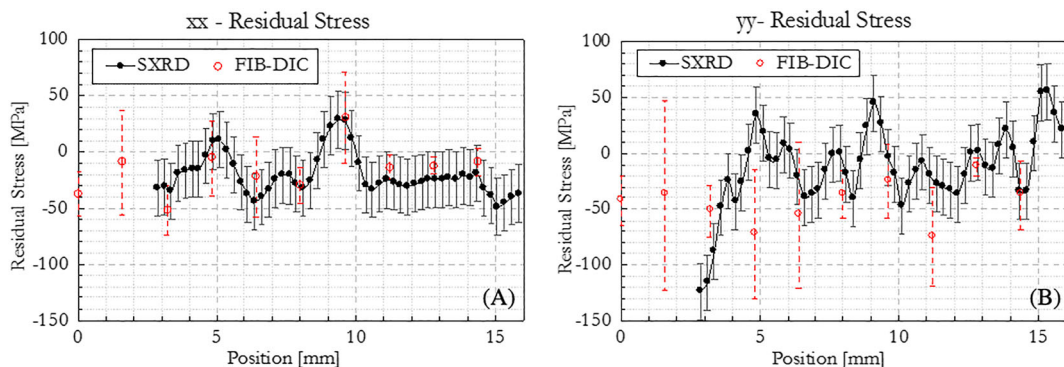 xx - Residual Stress
100
50
0
-50
-100
-150
Residual Stress [MPa]
SXRD
FIB-DIC
(A)
0
5
10
15
Position [mm]
yy- Residual Stress
100
50
0
-50
-100
-150
Residual Stress [MPa]
SXRD
FIB-DIC
(B)
0
5
10
15
Position [mm]